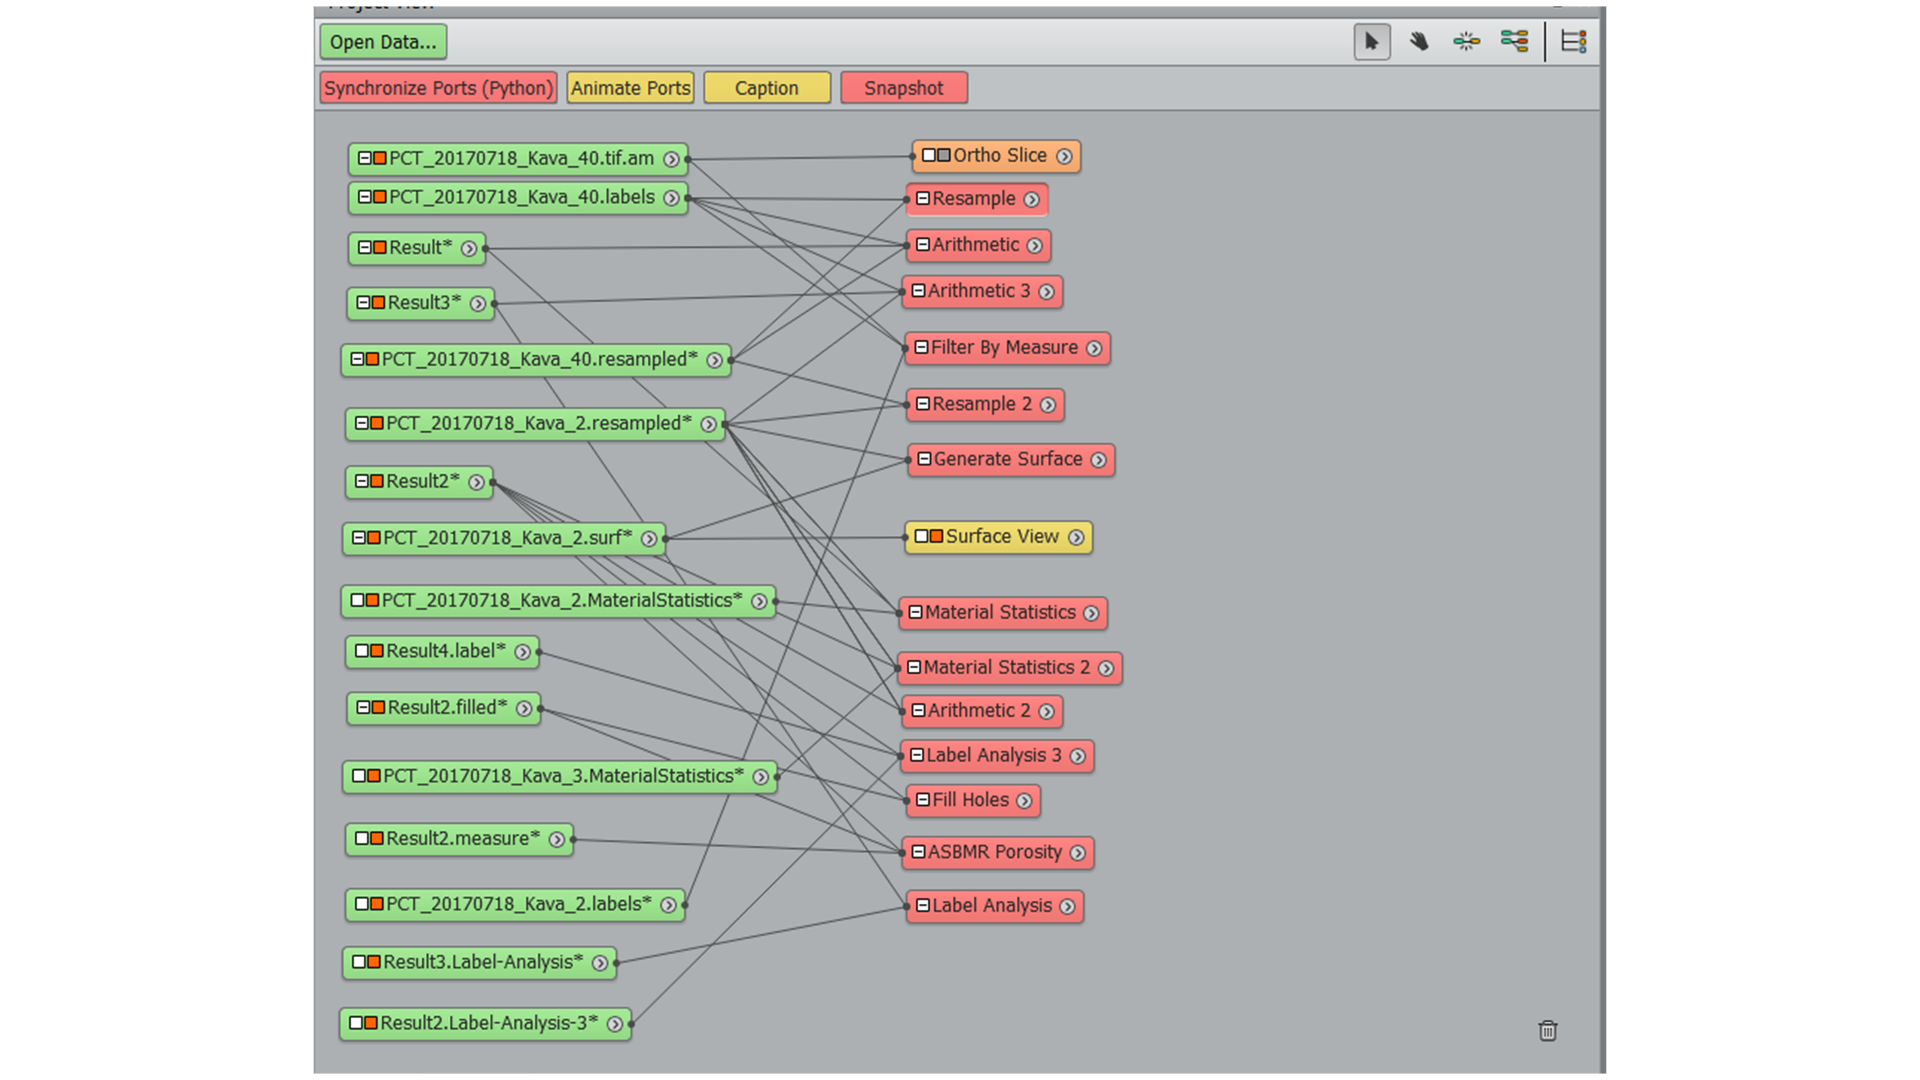 Project View
Open Data...
Synchronize Ports (Python) Animate Ports Caption Snapshot
PCT_20170718_Kava_40.tif.am
Ortho Slice
PCT_20170718_Kava_40.labels
Resample
Result*
Arithmetic
Result3*
Arithmetic 3
PCT_20170718_Kava_40.resampled*
Filter By Measure
PCT_20170718_Kava_2.resampled*
Resample 2
Result2*
Generate Surface
PCT_20170718_Kava_2.surf*
Surface View
PCT_20170718_Kava_2.MaterialStatistics*
Material Statistics
Result4.label*
Material Statistics 2
Result2.filled*
Arithmetic 2
PCT_20170718_Kava_3.MaterialStatistics*
Label Analysis 3
Fill Holes
Result2.measure*
ASBMR Porosity
PCT_20170718_Kava_2.labels*
Label Analysis
Result3.Label-Analysis*
Result2.Label-Analysis-3*